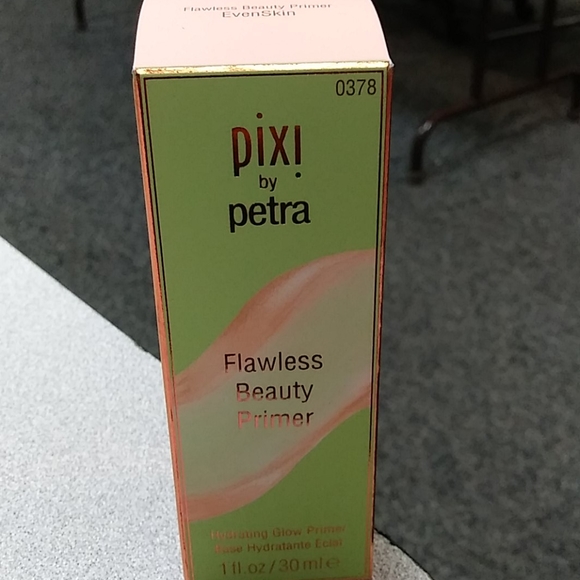 Flawless Beauty Primer
EvenSkin
0378
pixi
by
petra
Flawless
Beauty
Primer
Hydrating Glow Primer
Base Hydratante Éclat
1 fl. oz / 30 ml e